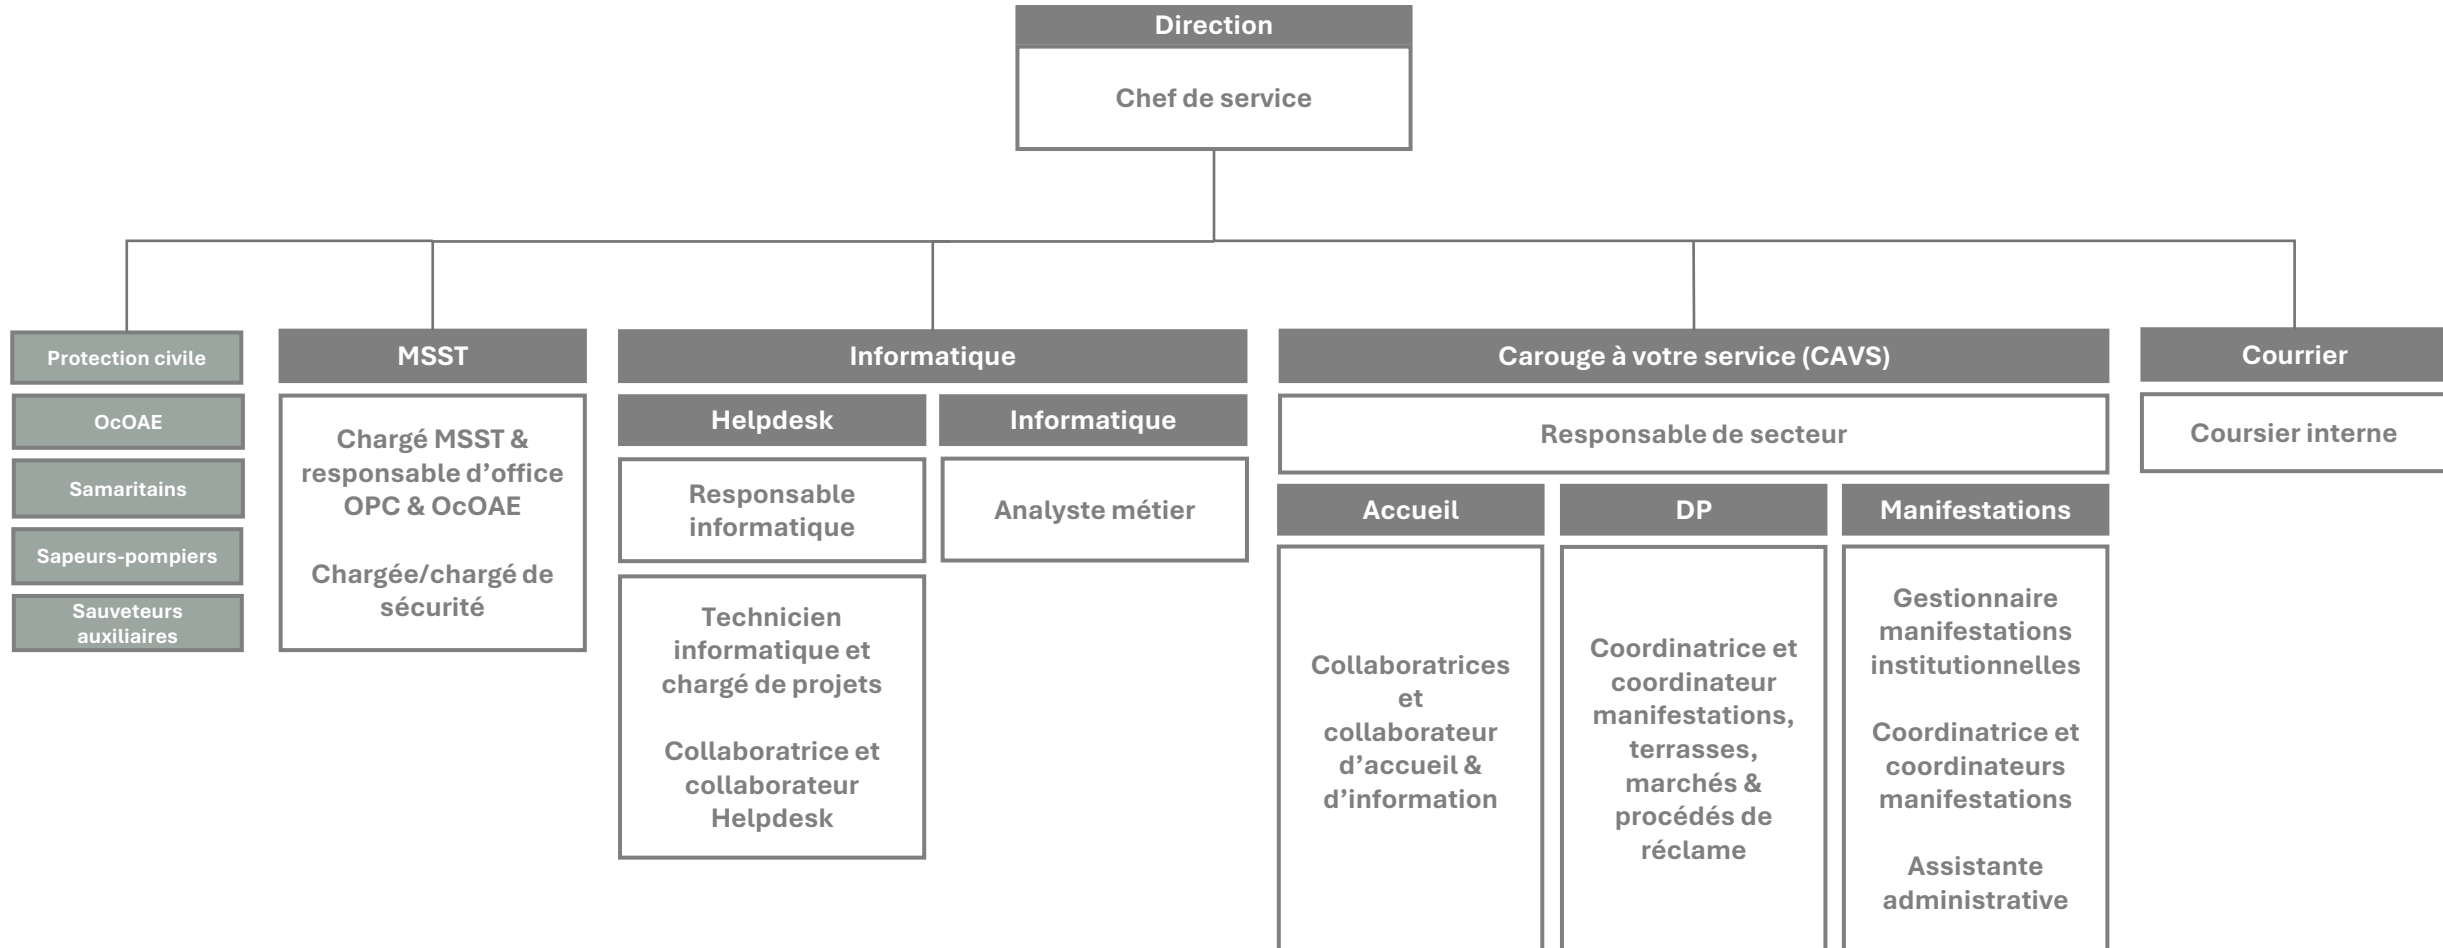 Direction
Chef de service
Protection civile
OcOAE
Samaritains
Sapeurs-pompiers
Sauveteurs
auxiliaires
MSST
Chargé MSST &
responsable d’office
OPC & OcOAE
Chargée/chargé de
sécurité
Informatique
Helpdesk
Responsable
informatique
Technicien
informatique et
chargé de projets
Collaboratrice et
collaborateur
Helpdesk
Informatique
Analyste métier
Carouge à votre service (CAVS)
Responsable de secteur
Accueil
Collaboratrices
et
collaborateur
d’accueil &
d’information
DP
Coordinatrice et
coordinateur
manifestations,
terrasses,
marchés &
procédés de
réclame
Manifestations
Gestionnaire
manifestations
institutionnelles
Coordinatrice et
coordinateurs
manifestations
Assistante
administrative
Courrier
Coursier interne